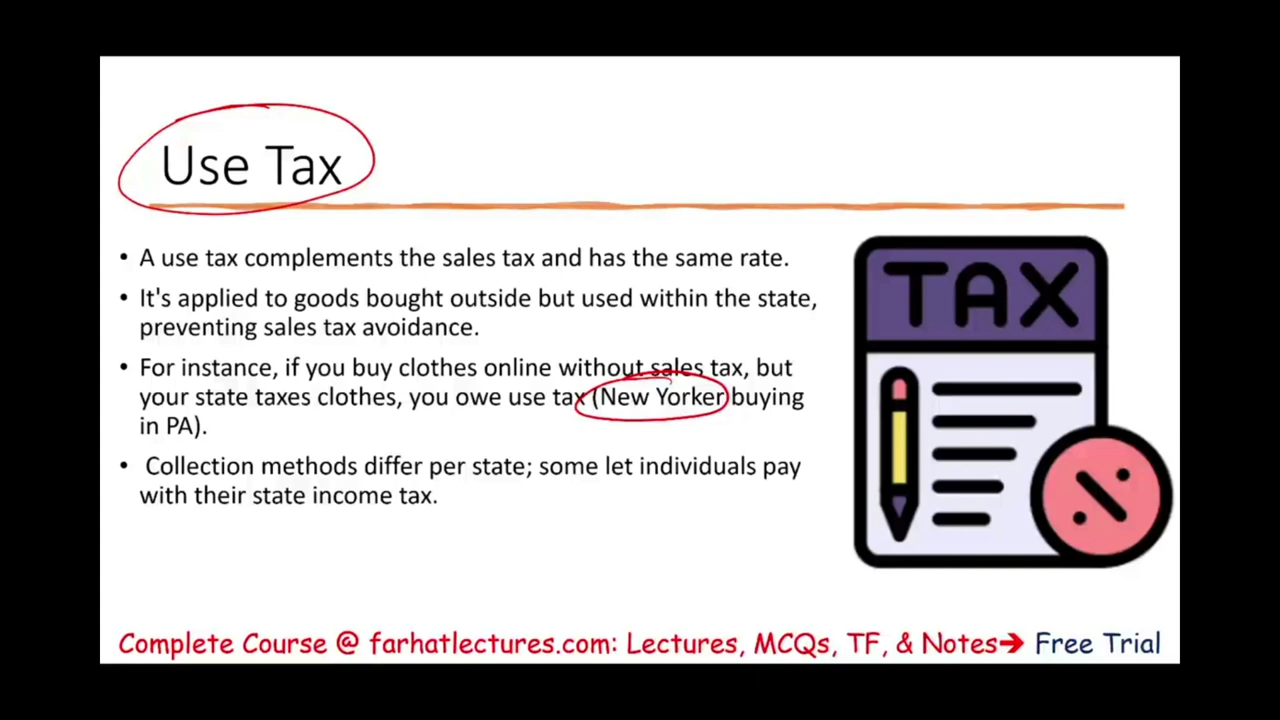 Use Tax
• A use tax complements the sales tax and has the same rate.
• It's applied to goods bought outside but used within the state,
preventing sales tax avoidance.
• For instance, if you buy clothes online without sales tax, but
your state taxes clothes, you owe use tax (New Yorker buying
in PA).
• Collection methods differ per state; some let individuals pay
with their state income tax.
TAX
Complete Course @ farhatlectures.com: Lectures, MCQs, TF, & Notes➔ Free Trial